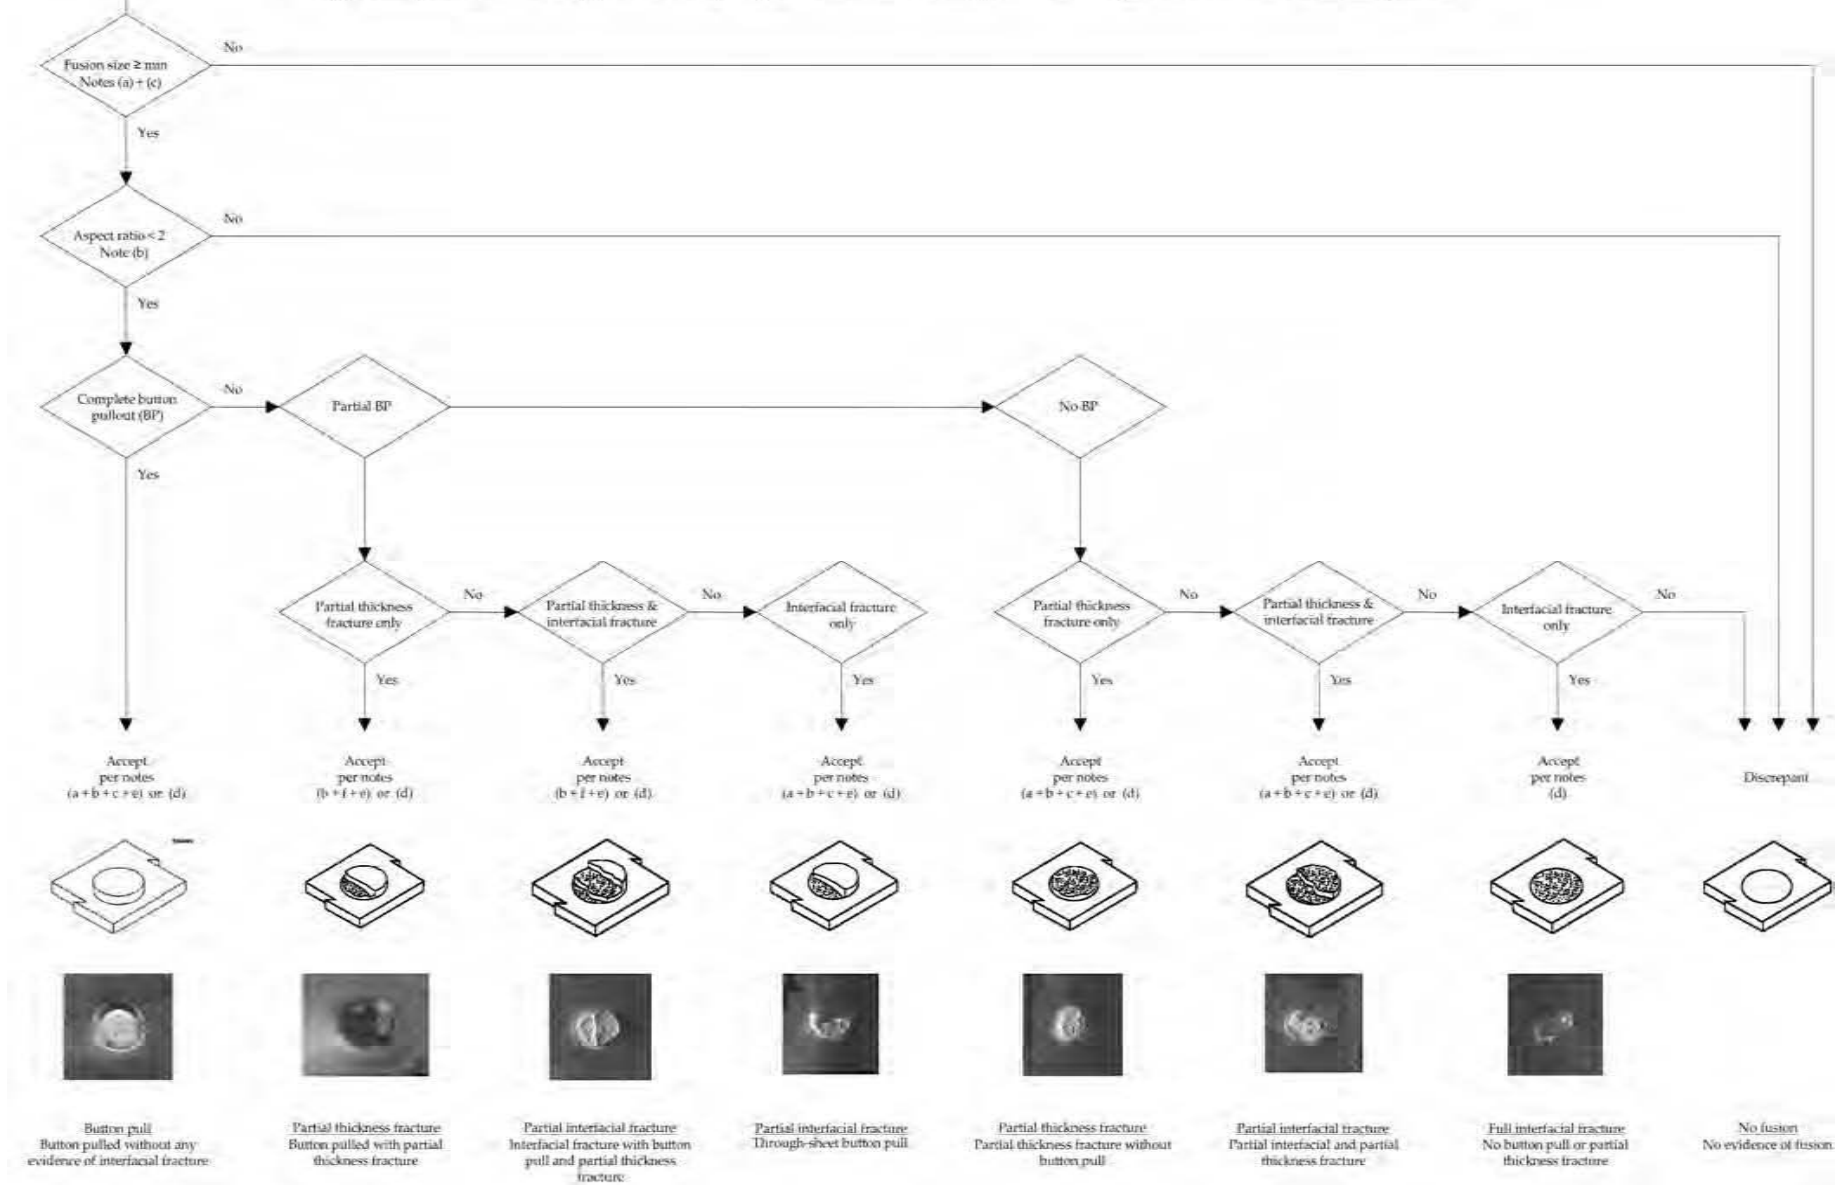 No
Fusion size ≥ min
Notes (a) + (c)
Yes
No
Aspect ratio < 2
Note (b)
Yes
Complete button
pullout (BP)
No
Partial BP
No BP
Yes
Partial thickness
fracture only
No
Partial thickness &
interfacial fracture
No
Interfacial fracture
only
Partial thickness
fracture only
No
Partial thickness &
interfacial fracture
No
Interfacial fracture
only
No
Yes
Yes
Yes
Yes
Yes
Yes
Accept
per notes
(a + b + c + e) or (d)
Accept
per notes
(b + f + e) or (d)
Accept
per notes
(b + f + e) or (d)
Accept
per notes
(a + b + c + e) or (d)
Accept
per notes
(a + b + c + e) or (d)
Accept
per notes
(a + b + c + e) or (d)
Accept
per notes
(d)
Discrepant
Button pull
Button pulled without any
evidence of interfacial fracture
Partial thickness fracture
Button pulled with partial
thickness fracture
Partial interfacial fracture
Interfacial fracture with button
pull and partial thickness
fracture
Partial interfacial fracture
Through-sheet button pull
Partial thickness fracture
Partial thickness fracture without
button pull
Partial interfacial fracture
Partial interfacial and partial
thickness fracture
Full interfacial fracture
No button pull or partial
thickness fracture
No fusion
No evidence of fusion